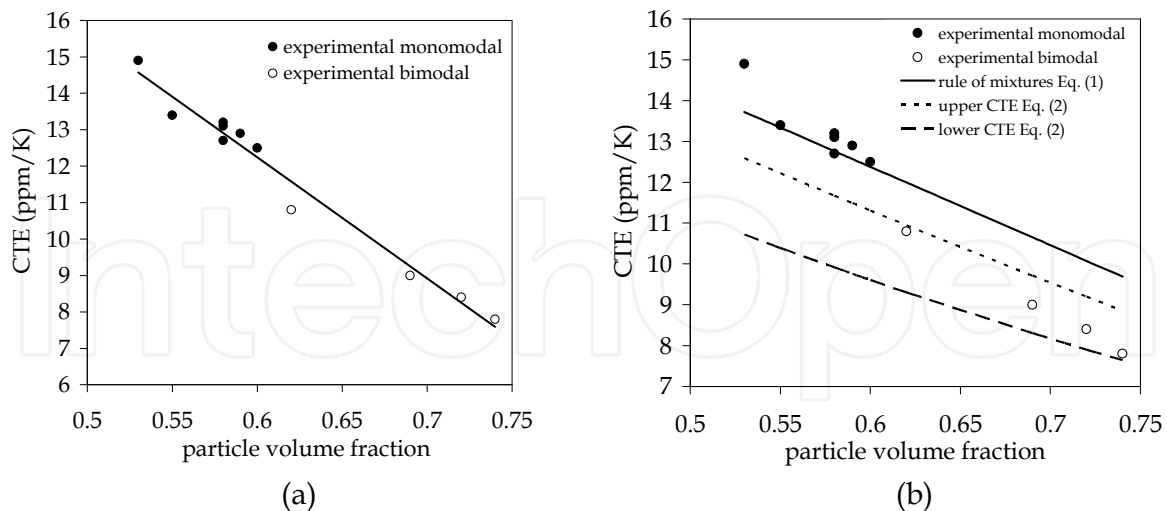 16
15
14
13
12
11
10
9
8
7
6
CTE (ppm/K)
experimental monomodal
experimental bimodal
0.5
0.55
0.6
0.65
0.7
0.75
particle volume fraction
(a)
16
15
14
13
12
11
10
9
8
7
CTE (ppm/K)
experimental monomodal
experimental bimodal
rule of mixtures Eq. (1)
upper CTE Eq. (2)
lower CTE Eq. (2)
0.5
0.55
0.6
0.65
0.7
0.75
particle volume fraction
(b)
IntechOpen